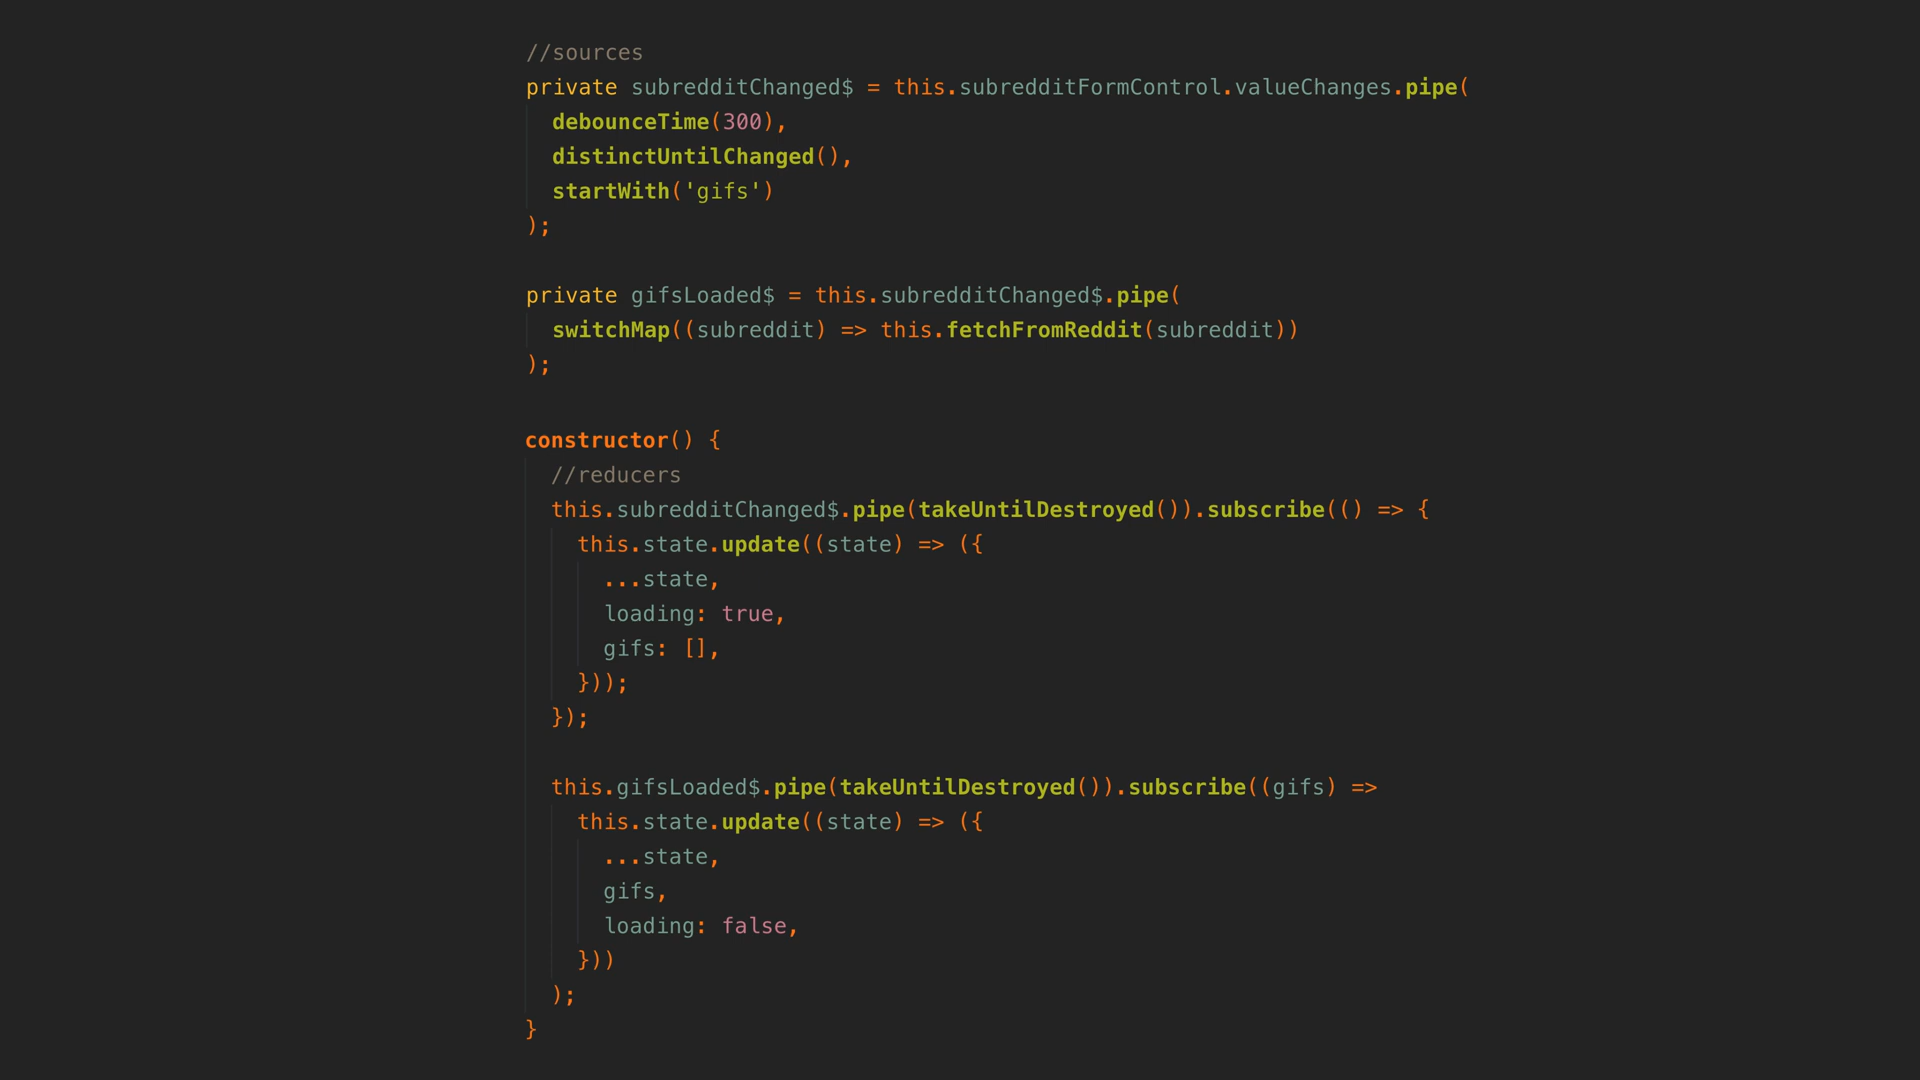 //sources
private subredditChanged$ = this.subredditFormControl.valueChanges.pipe(
  debounceTime(300),
  distinctUntilChanged(),
  startWith('gifs')
);

private gifsLoaded$ = this.subredditChanged$.pipe(
  switchMap((subreddit) => this.fetchFromReddit(subreddit))
);

constructor() {
  //reducers
  this.subredditChanged$.pipe(takeUntilDestroyed()).subscribe(() => {
    this.state.update((state) => ({
      ...state,
      loading: true,
      gifs: [],
    }));
  });

  this.gifsLoaded$.pipe(takeUntilDestroyed()).subscribe((gifs) =>
    this.state.update((state) => ({
      ...state,
      gifs,
      loading: false,
    }))
  );
}